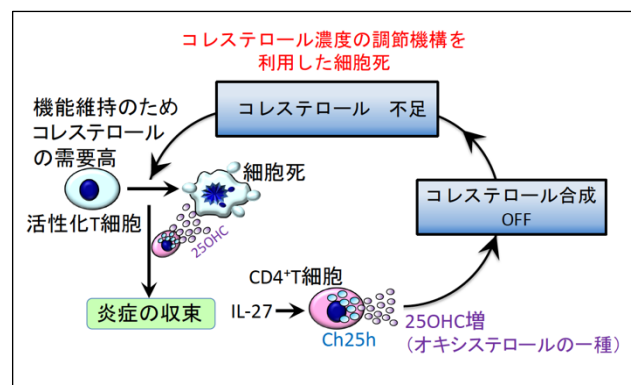 コレステロール濃度の調節機構を
利用した細胞死
コレステロール 不足
機能維持のため
コレステロール
の需要高
細胞死
活性化T細胞
25OHC
コレステロール合成
OFF
CD4⁺T細胞
炎症の収束
IL-27
Ch25h
25OHC増
（オキシステロールの一種）